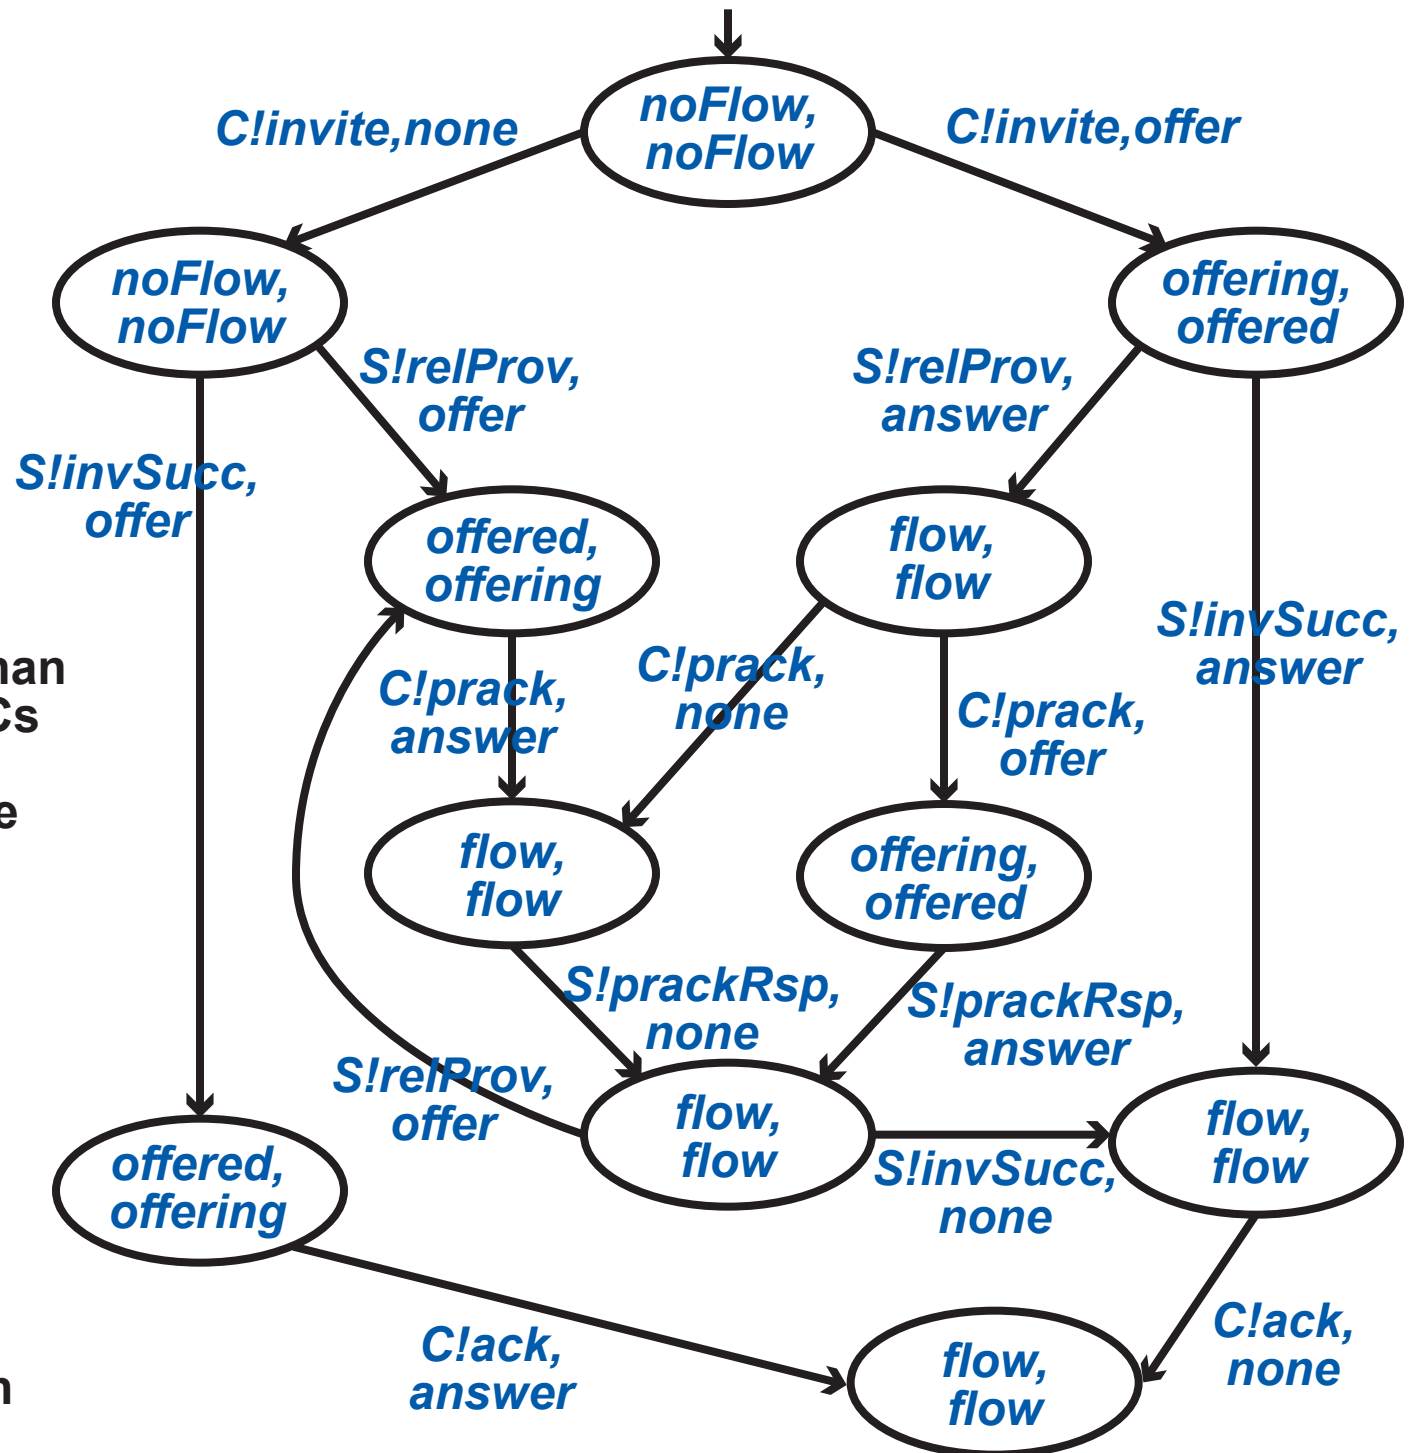 noFlow,
noFlow
C!invite,none
C!invite,offer
noFlow,
noFlow
offering,
offered
S!relProv,
offer
S!relProv,
answer
S!invSucc,
offer
offered,
offering
flow,
flow
S!invSucc,
answer
C!prack,
answer
C!prack,
none
C!prack,
offer
flow,
flow
offering,
offered
S!prackRsp,
none
S!prackRsp,
answer
S!relProv,
offer
flow,
flow
S!invSucc,
none
flow,
flow
offered,
offering
C!ack,
answer
C!ack,
none
flow,
flow